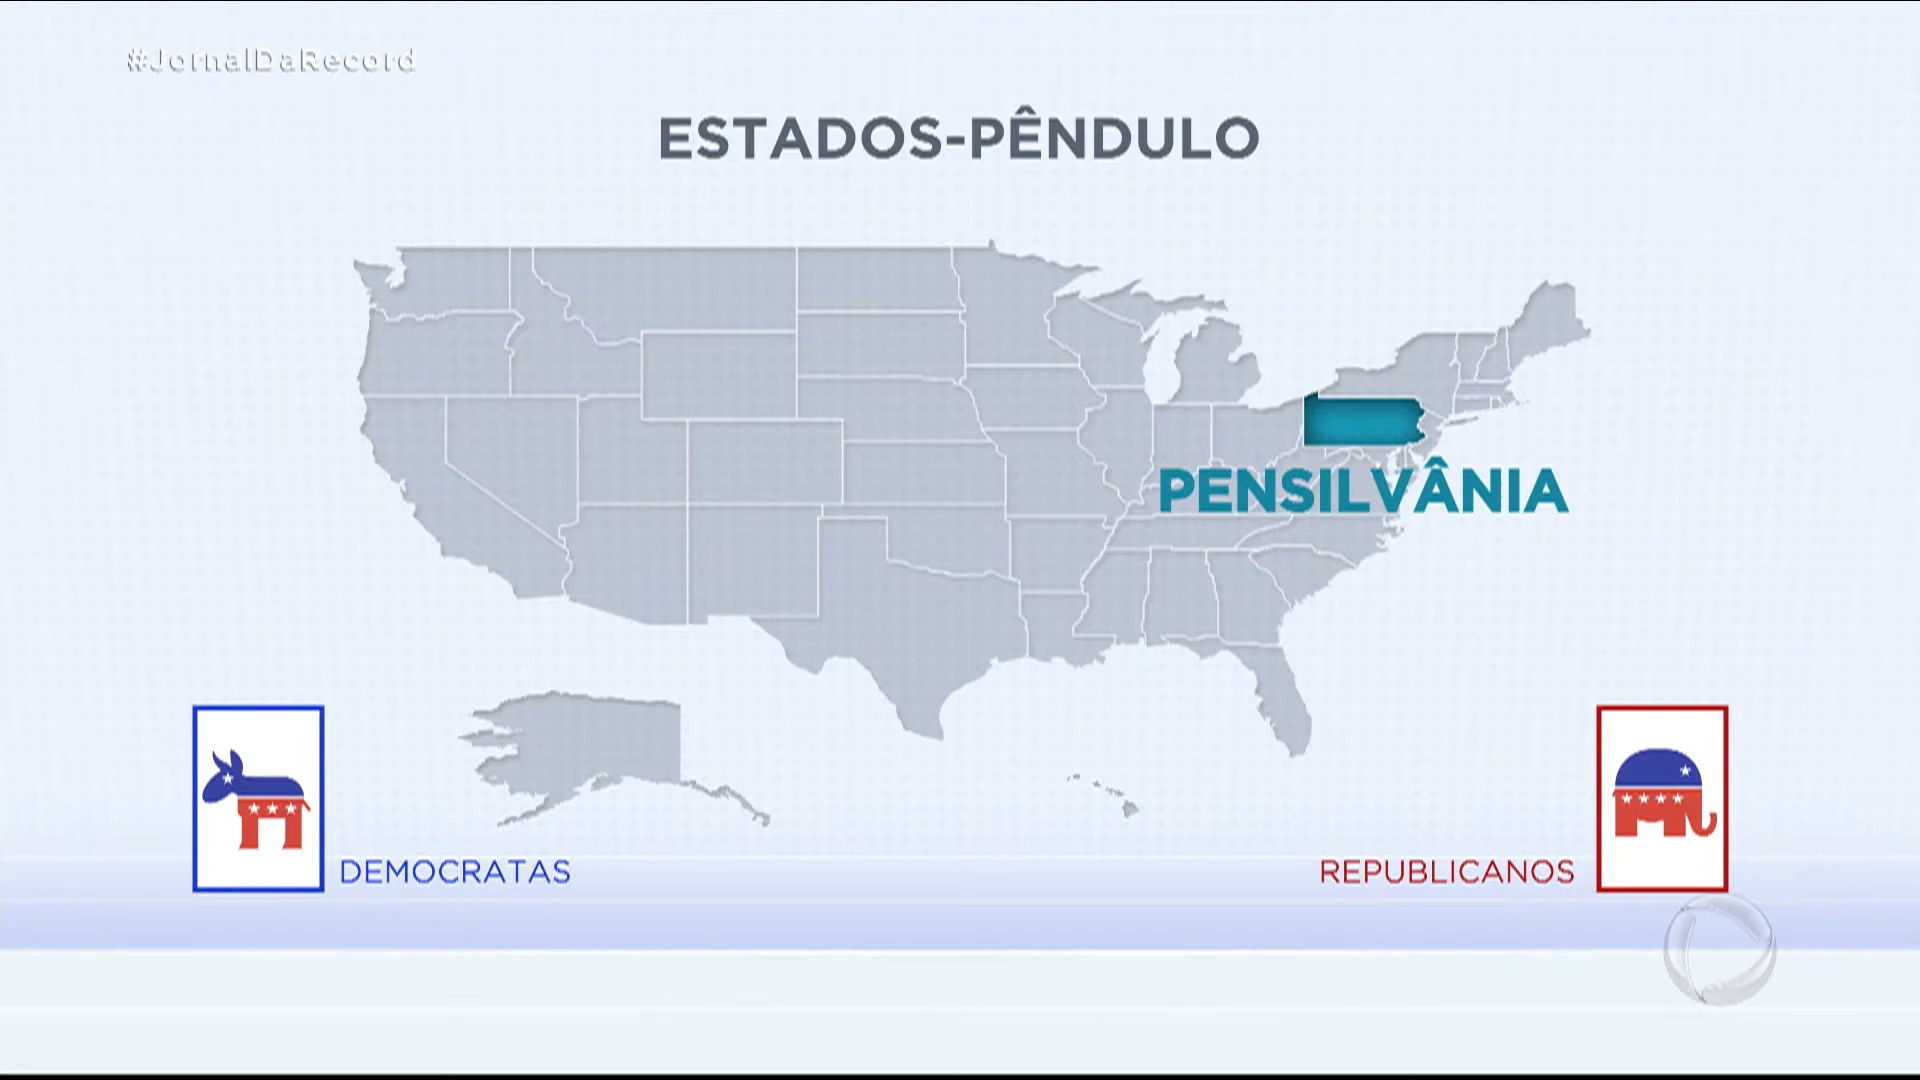 #JornalDaRecord
ESTADOS-PÊNDULO
PENSILVÂNIA
DEMOCRATAS
REPUBLICANOS